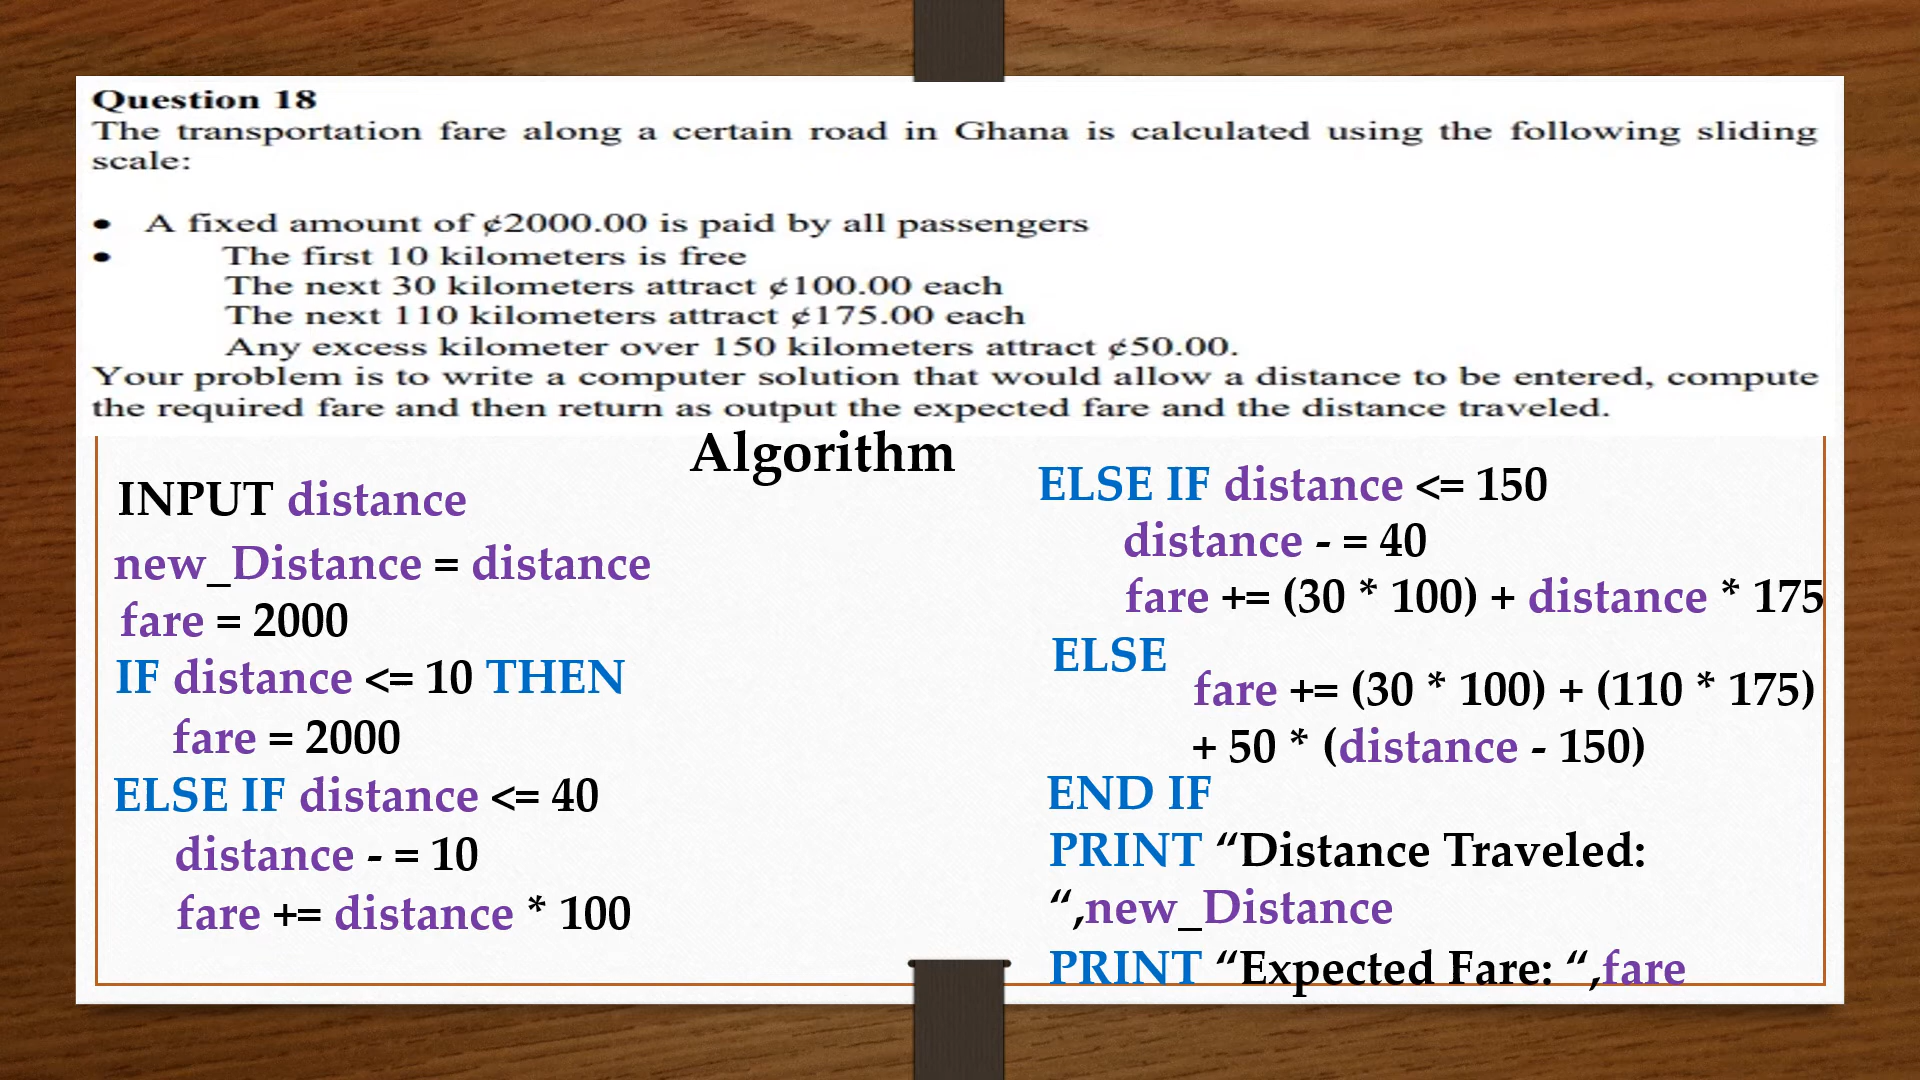 Question 18
The transportation fare along a certain road in Ghana is calculated using the following sliding
scale:
• A fixed amount of ¢2000.00 is paid by all passengers
• The first 10 kilometers is free
The next 30 kilometers attract ¢100.00 each
The next 110 kilometers attract ¢175.00 each
Any excess kilometer over 150 kilometers attract ¢50.00.
Your problem is to write a computer solution that would allow a distance to be entered, compute
the required fare and then return as output the expected fare and the distance traveled.
Algorithm
INPUT distance
new_Distance = distance
fare = 2000
IF distance <= 10 THEN
fare = 2000
ELSE IF distance <= 40
distance - = 10
fare += distance * 100
ELSE IF distance <= 150
distance - = 40
fare += (30 * 100) + distance * 175
ELSE
fare += (30 * 100) + (110 * 175)
+ 50 * (distance - 150)
END IF
PRINT “Distance Traveled:
“,new_Distance
PRINT “Expected Fare: “,fare